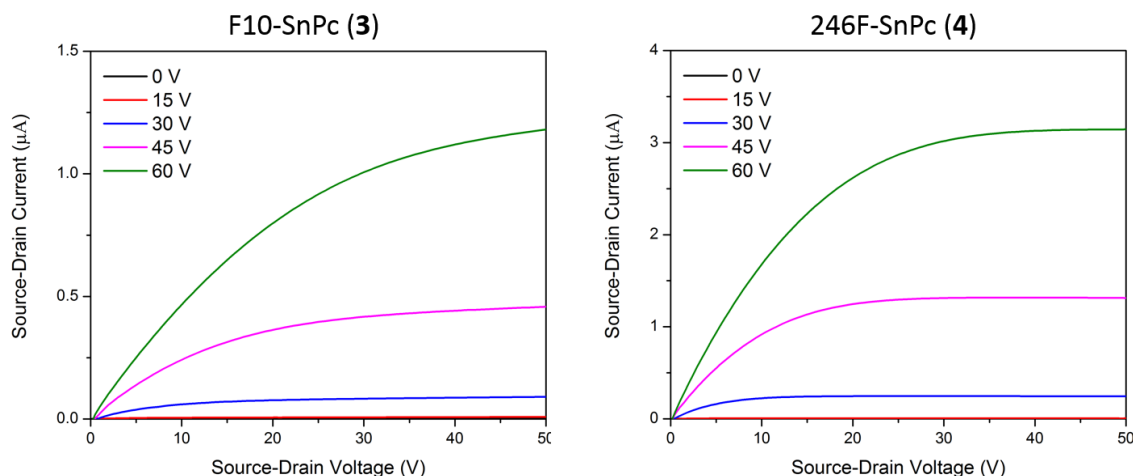 F10-SnPc (3)
1.5
1.0
0.5
0.0
0 V
15 V
30 V
45 V
60 V
Source-Drain Current (μA)
0
10
20
30
40
50
Source-Drain Voltage (V)
246F-SnPc (4)
4
3
2
1
0
0 V
15 V
30 V
45 V
60 V
Source-Drain Current (μA)
0
10
20
30
40
50
Source-Drain Voltage (V)